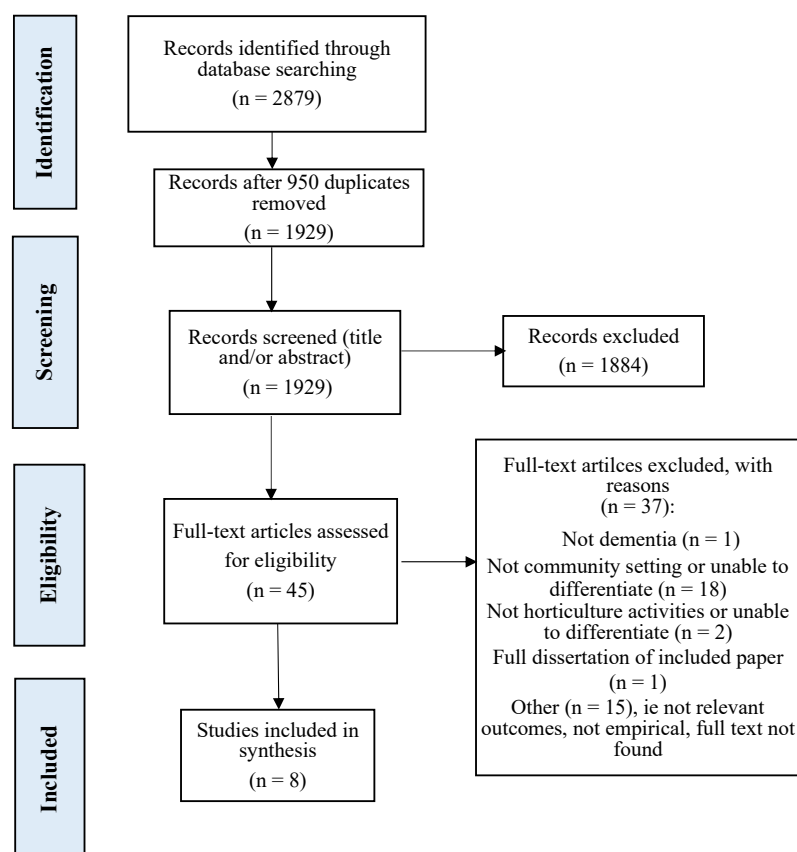 Identification
Records identified through
database searching
(n = 2879)
Records after 950 duplicates
removed
(n = 1929)
Screening
Records screened (title
and/or abstract)
(n = 1929)
Records excluded
(n = 1884)
Eligibility
Full-text articles assessed
for eligibility
(n = 45)
Full-text artilces excluded, with
reasons
(n = 37):
Not dementia (n = 1)
Not community setting or unable to
differentiate (n = 18)
Not horticulture activities or unable
to differentiate (n = 2)
Full dissertation of included paper
(n = 1)
Other (n = 15), ie not relevant
outcomes, not empirical, full text not
found
Included
Studies included in
synthesis
(n = 8)